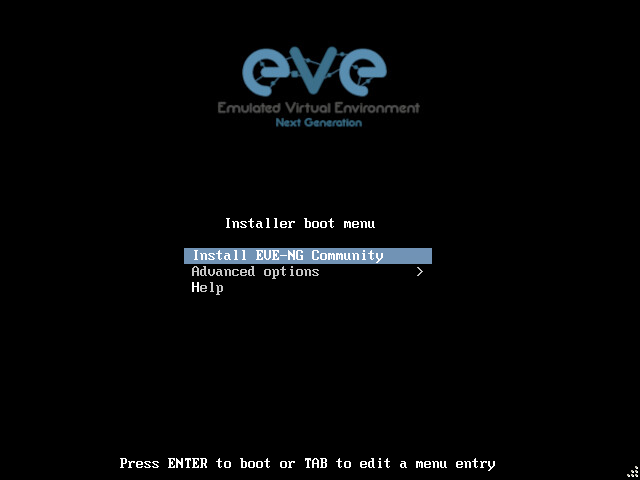 eve
Emulated Virtual Environment
Next Generation
Installer boot menu
Install EVE-NG Community
Advanced options >
Help
Press ENTER to boot or TAB to edit a menu entry